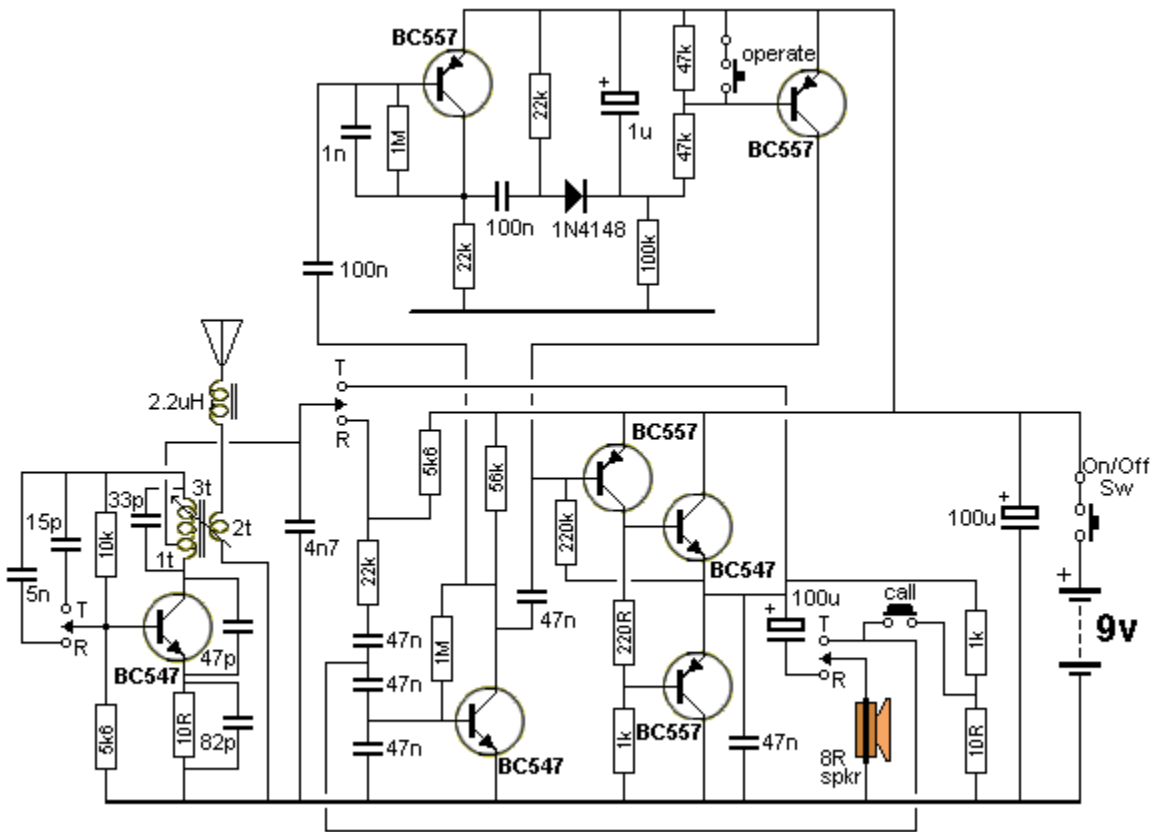 BC557
operate
47k
22k
+
1u
1n
1M
47k
BC557
100n
1N4148
22k
100k
100n
T
2.2uH
R
5k6
56k
BC557
On/Off
Sw
33p
3t
15p
10k
2t
4n7
220k
+
100u
1t
22k
BC547
+
5n
T
R
47n
100u
call
9v
47p
BC547
47n
1M
47n
220R
T
R
1k
5k6
10R
82p
47n
BC547
BC557
1k
47n
8R
spkr
10R